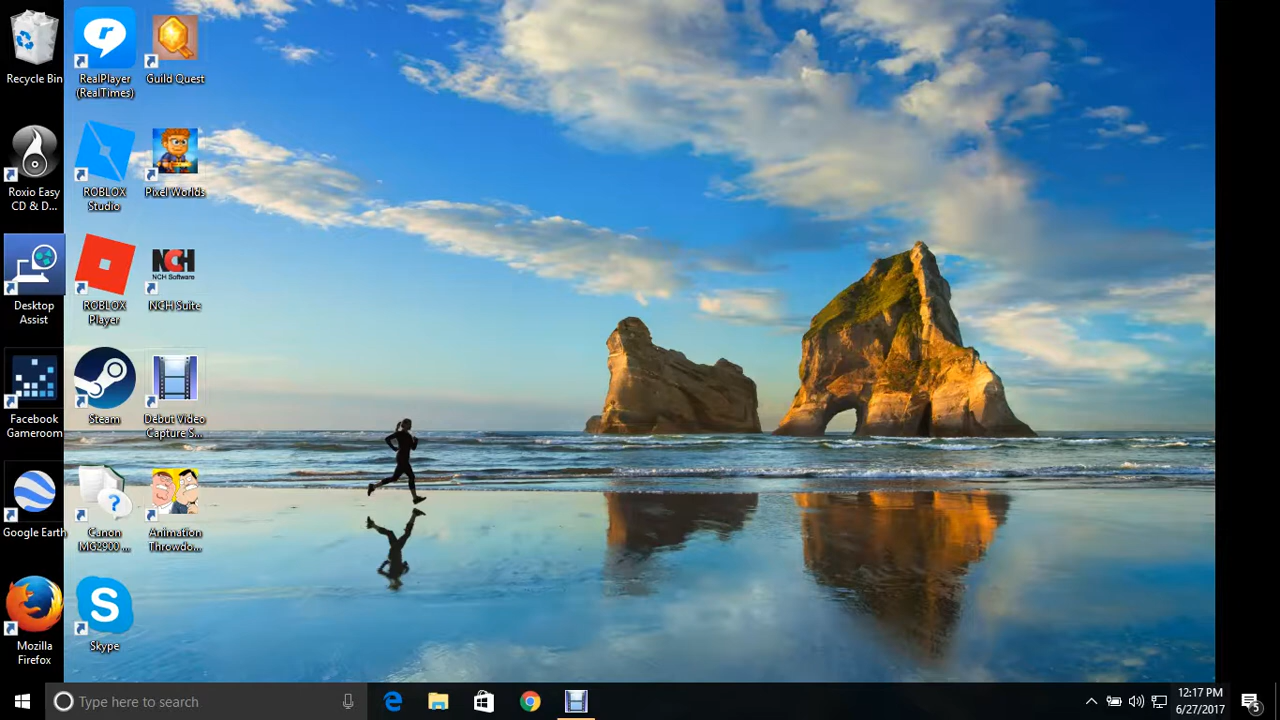 Recycle Bin
RealPlayer
(RealTimes)
Guild Quest
Roxio Easy
CD & D...
ROBLOX
Studio
Pixel Worlds
Desktop
Assist
ROBLOX
Player
NCH
NCH Software
NCH Suite
Facebook
Gameroom
Steam
Debut Video
Capture S...
Google Earth
Canon
MG2900 ...
Animation
Throwdo...
Mozilla
Firefox
Skype
Type here to search
12:17 PM
6/27/2017
5